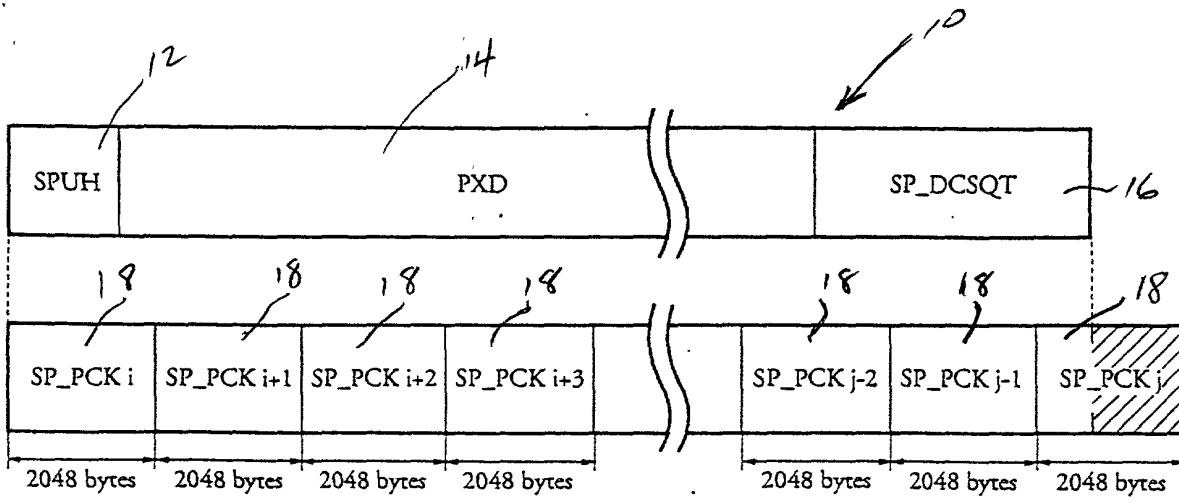 10
12
14
SPUH PXD SP_DCSQT
16
18 18 18 18 18 18 18
SP_PCK i SP_PCK i+1 SP_PCK i+2 SP_PCK i+3 SP_PCK j-2 SP_PCK j-1 SP_PCK j
2048 bytes 2048 bytes 2048 bytes 2048 bytes 2048 bytes 2048 bytes 2048 bytes